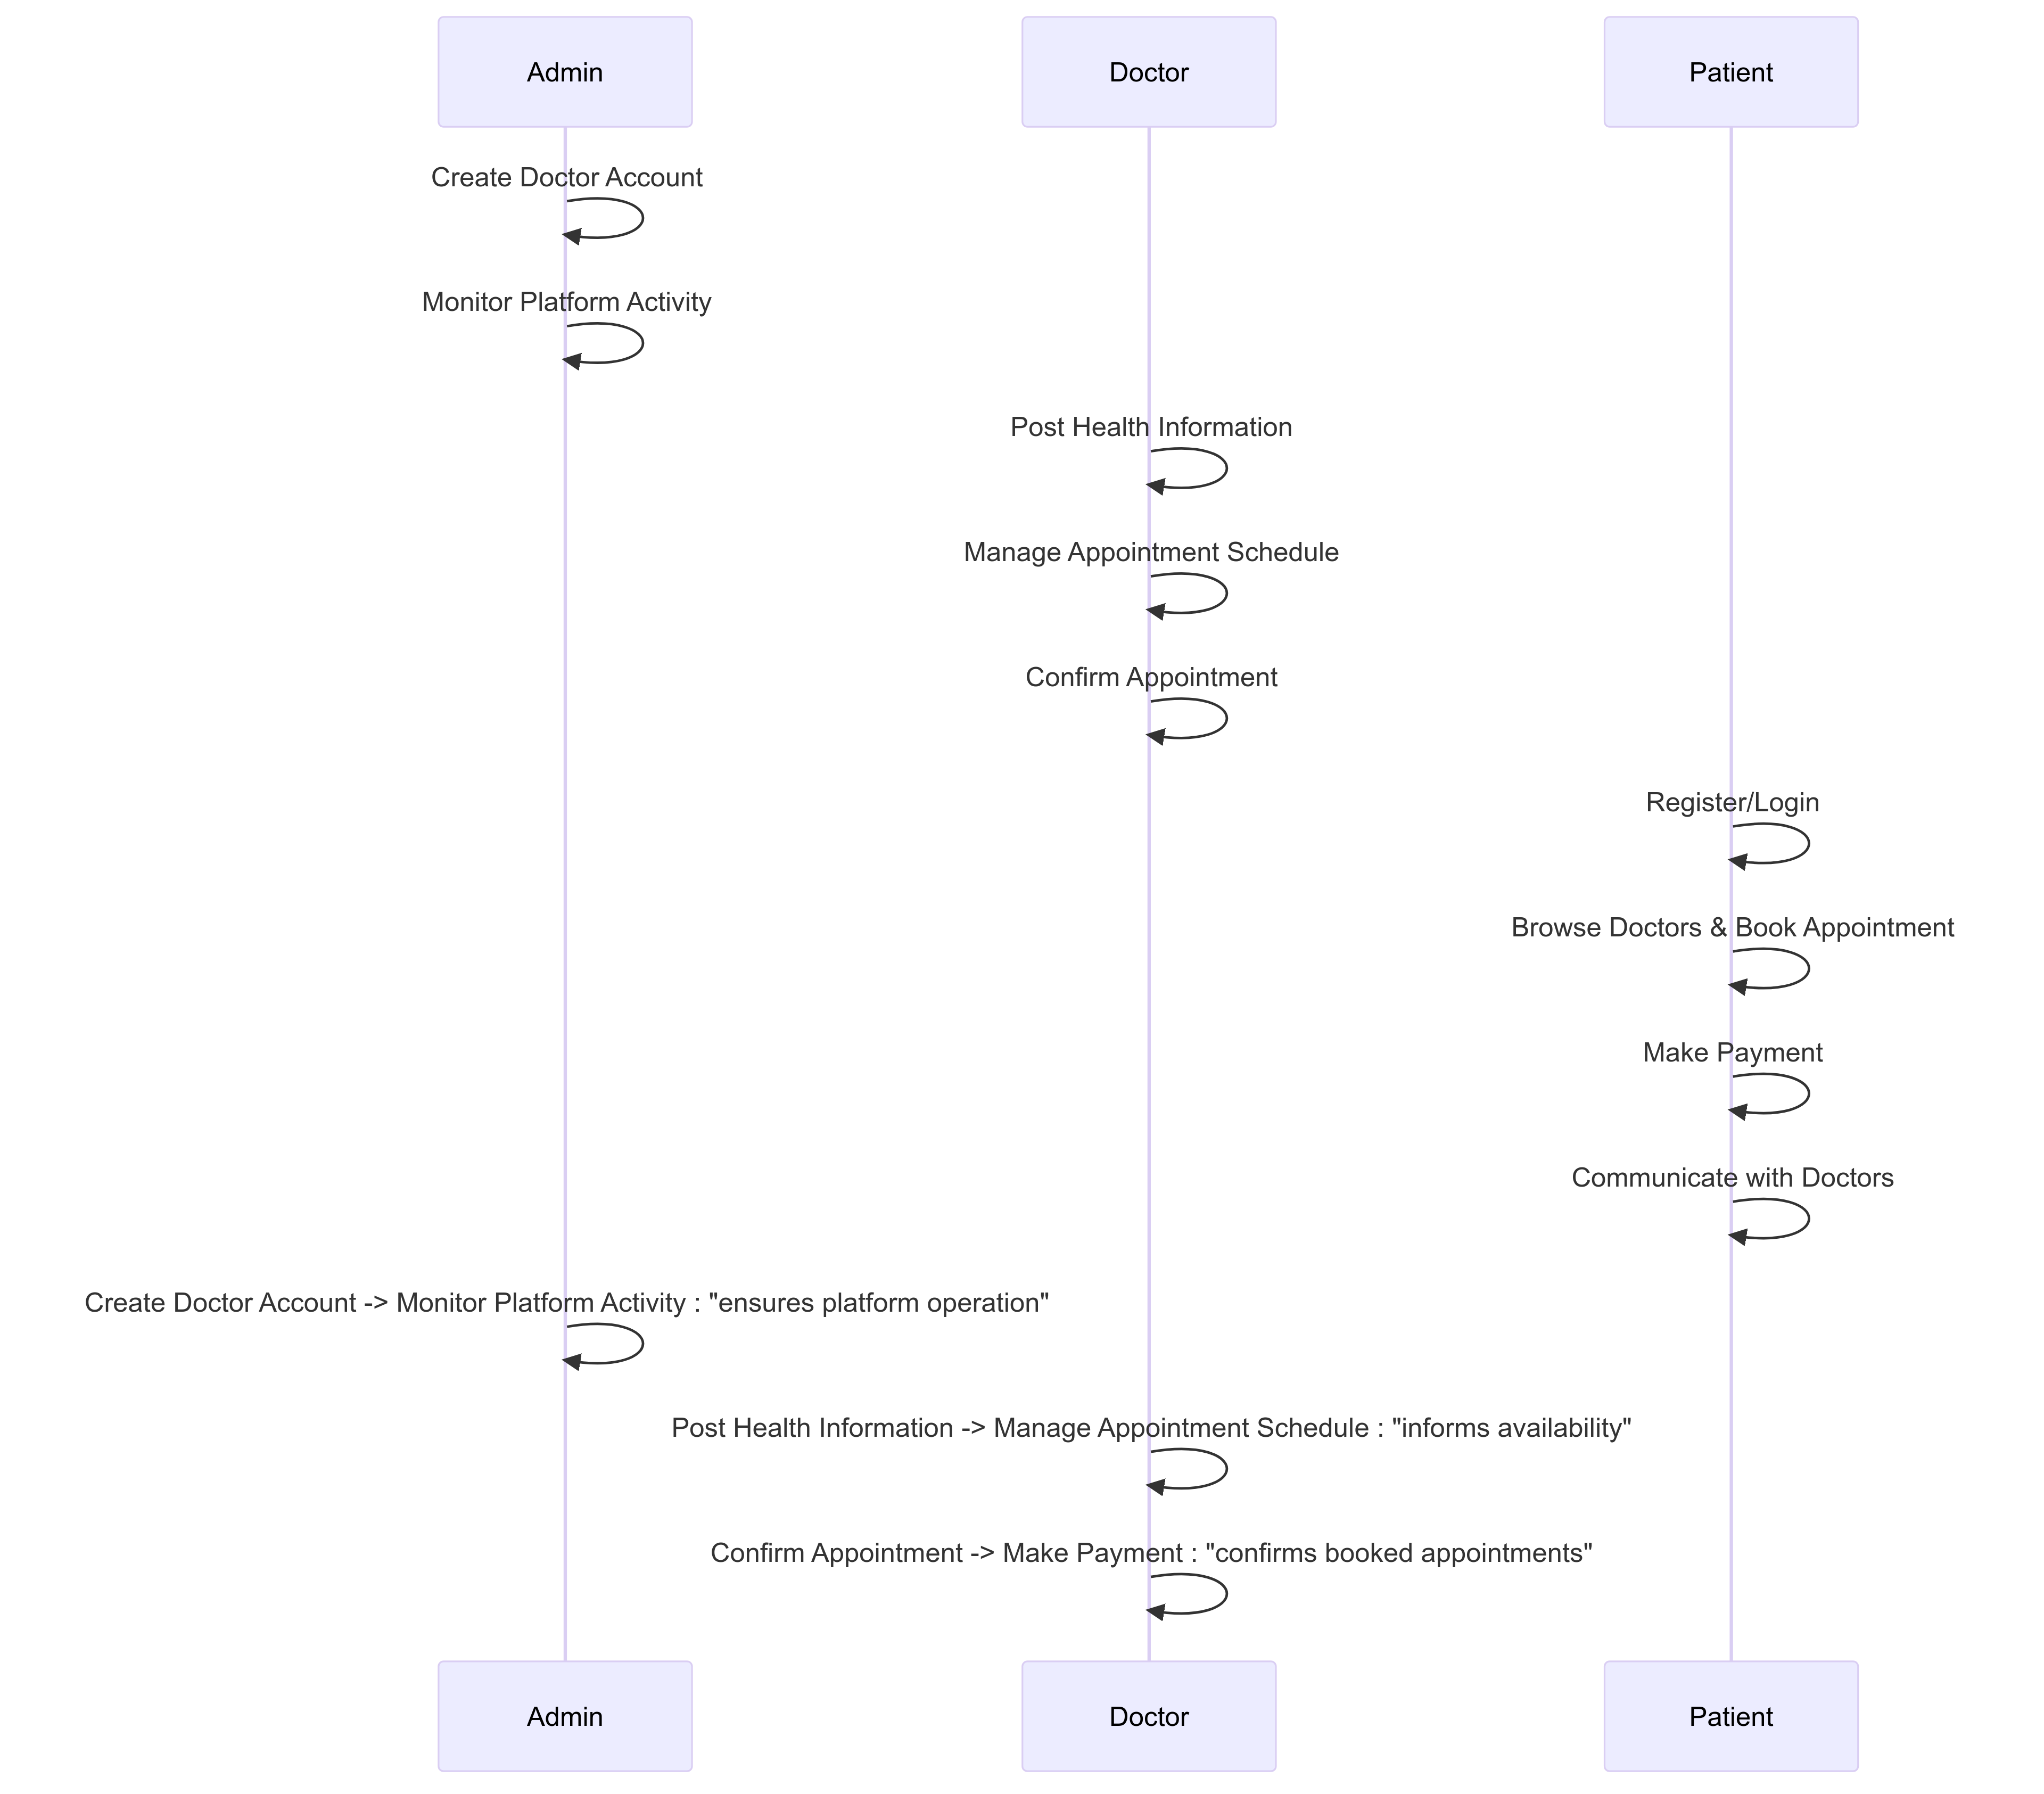 Admin
Doctor
Patient
Create Doctor Account
Monitor Platform Activity
Post Health Information
Manage Appointment Schedule
Confirm Appointment
Register/Login
Browse Doctors & Book Appointment
Make Payment
Communicate with Doctors
Create Doctor Account -> Monitor Platform Activity : "ensures platform operation"
Post Health Information -> Manage Appointment Schedule : "informs availability"
Confirm Appointment -> Make Payment : "confirms booked appointments"
Admin
Doctor
Patient